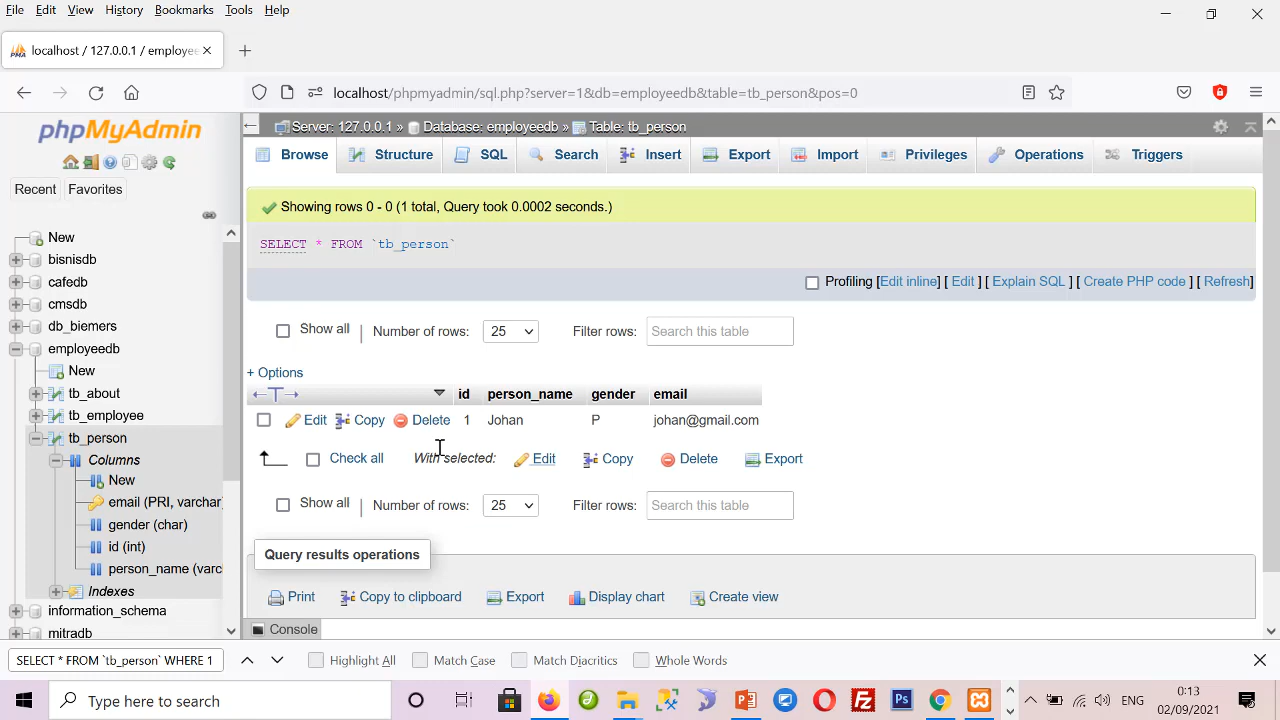 File Edit View History Bookmarks Tools Help
localhost / 127.0.0.1 / employee
localhost/phpmyadmin/sql.php?server=1&db=employeedb&table=tb_person&pos=0
phpMyAdmin
Recent Favorites
New
bisnisdb
cafedb
cmsdb
db_biemers
employeedb
New
tb_about
tb_employee
tb_person
Columns
New
email (PRI, varchar
gender (char)
id (int)
person_name (varc
Indexes
information_schema
mitradb
Server: 127.0.0.1 » Database: employeedb » Table: tb_person
Browse Structure SQL Search Insert Export Import Privileges Operations Triggers
Showing rows 0 - 0 (1 total, Query took 0.0002 seconds.)
SELECT * FROM `tb_person`
Profiling [Edit inline] [ Edit ] [ Explain SQL ] [ Create PHP code ] [ Refresh]
Show all Number of rows: 25 Filter rows: Search this table
+ Options
←T→ id person_name gender email
Edit Copy Delete 1 Johan P johan@gmail.com
Check all With selected: Edit Copy Delete Export
Show all Number of rows: 25 Filter rows: Search this table
Query results operations
Print Copy to clipboard Export Display chart Create view
Console
SELECT * FROM `tb_person` WHERE 1 Highlight All Match Case Match Diacritics Whole Words
Type here to search ENG 0:13
02/09/2021